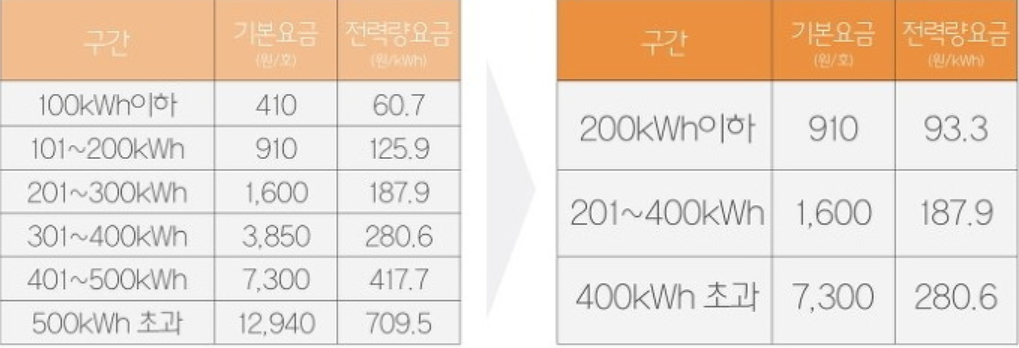 구간 기본요금 전력량요금
(원/호) (원/kWh)
100kWh이하 410 60.7
101~200kWh 910 125.9
201~300kWh 1,600 187.9
301~400kWh 3,850 280.6
401~500kWh 7,300 417.7
500kWh 초과 12,940 709.5
구간 기본요금 전력량요금
(원/호) (원/kWh)
200kWh이하 910 93.3
201~400kWh 1,600 187.9
400kWh 초과 7,300 280.6